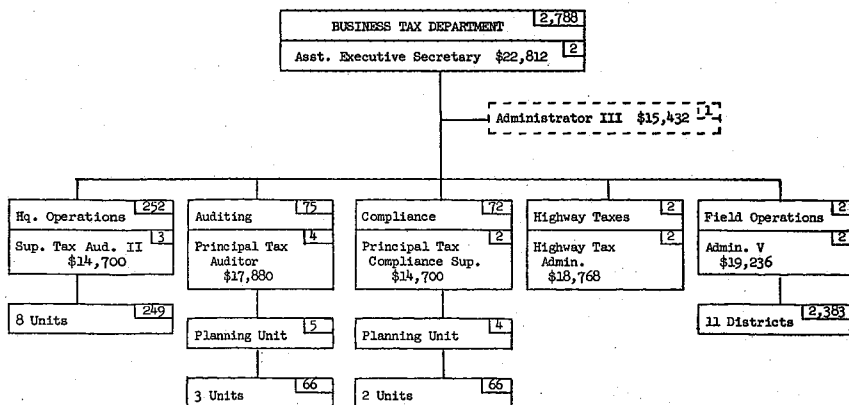 BUSINESS TAX DEPARTMENT 2,788
Asst. Executive Secretary $22,812 2
Administrator III $15,432 1
Hq. Operations 252
Sup. Tax Aud. II 3
$14,700
8 Units 249
Auditing 75
Principal Tax 4
Auditor
$17,880
Planning Unit 5
3 Units 66
Compliance 72
Principal Tax 2
Compliance Sup.
$14,700
Planning Unit 4
2 Units 66
Highway Taxes 2
Highway Tax 2
Admin.
$18,768
Field Operations 2
Admin. V 2
$19,236
11 Districts 2,383